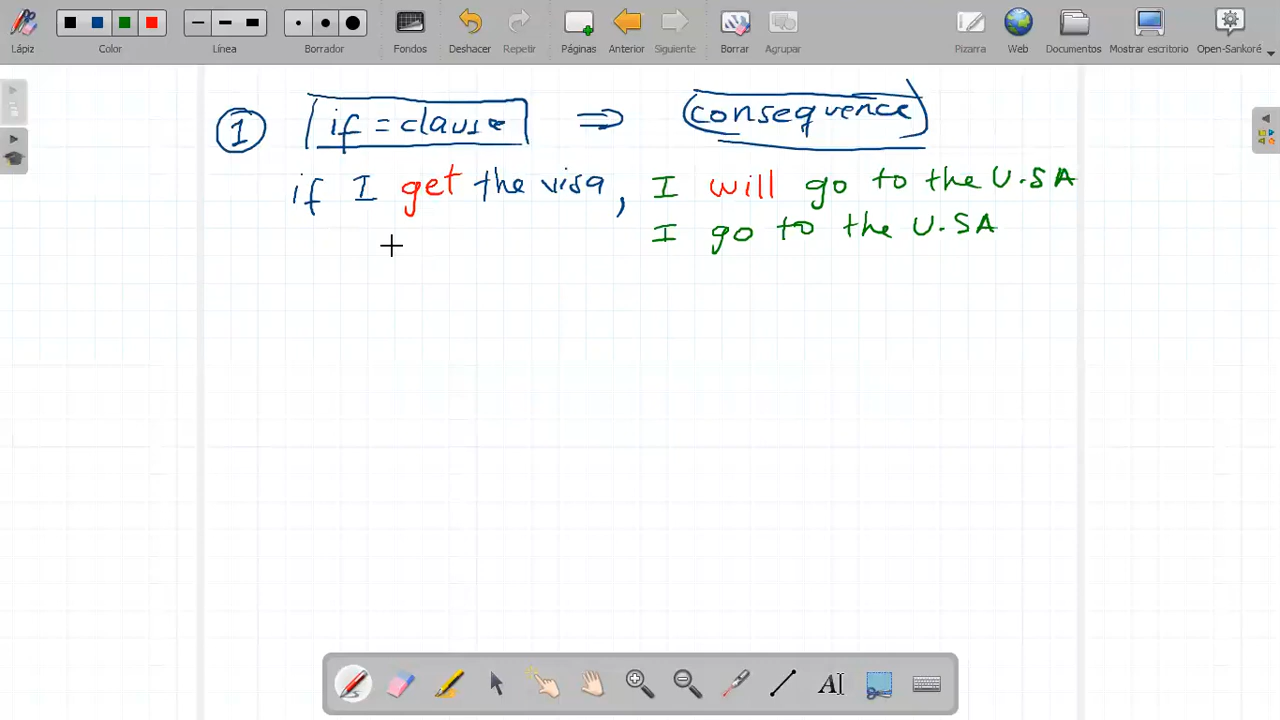 Lápiz Color Línea Borrador Fondos Deshacer Repetir Páginas Anterior Siguiente Borrar Agrupar Pizarra Web Documentos Mostrar escritorio Open-Sankoré
1 if = clause ⇒ consequence
if I get the visa, I will go to the U.SA
I go to the U.SA
AI